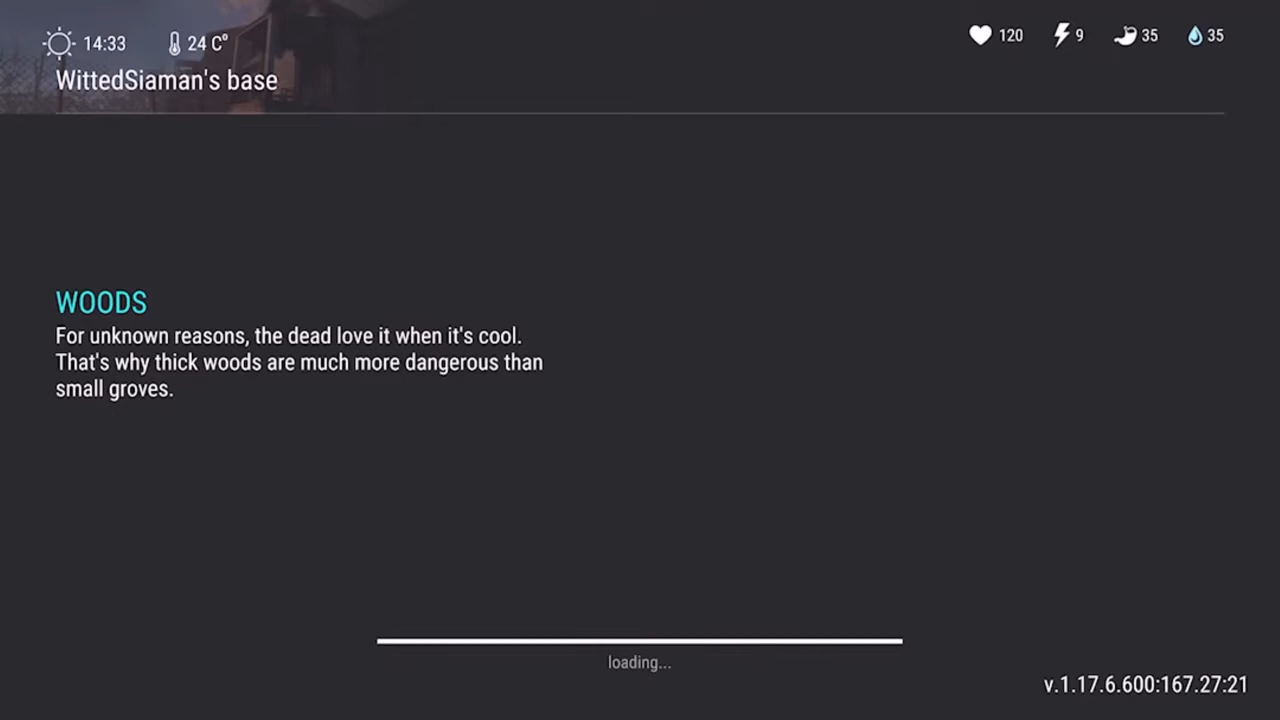 14:33 24 C°
120 9 35 35
WittedSiaman's base
WOODS
For unknown reasons, the dead love it when it's cool.
That's why thick woods are much more dangerous than
small groves.
loading...
v.1.17.6.600:167.27:21